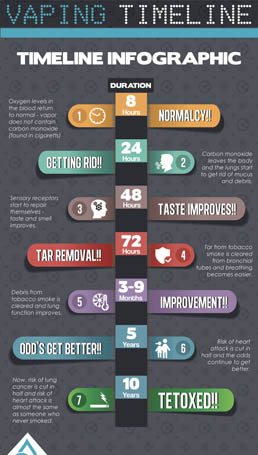 VAPING TIMELINE
TIMELINE INFOGRAPHIC
DURATION
8
Hours
Oxygen levels in
the blood return
to normal - vapor
does not contain
carbon monoxide
(found in cigarets)
1
NORMALCY!!
24
Hours
GETTING RID!!
2
Carbon monoxide
leaves the body
and the lungs start
to get rid of mucus
and debris.
48
Hours
Sensory receptors
start to repair
themselves -
taste and smell
improves.
3
TASTE IMPROVES!!
72
Hours
TAR REMOVAL!!
4
Tar from tobacco
smoke is cleared
from bronchial
tubes and breathing
becomes easier.
3-9
Months
Debris from
tobacco smoke is
cleared and lung
function improves.
5
IMPROVEMENT!!
5
Years
ODD'S GET BETTER!!
6
Risk of heart
attack is cut in
half and the odds
continue to get
better.
10
Years
Now, risk of lung
cancer is cut in
half and risk of
heart attack is
almost the same
as someone who
never smoked.
7
TETOXED!!